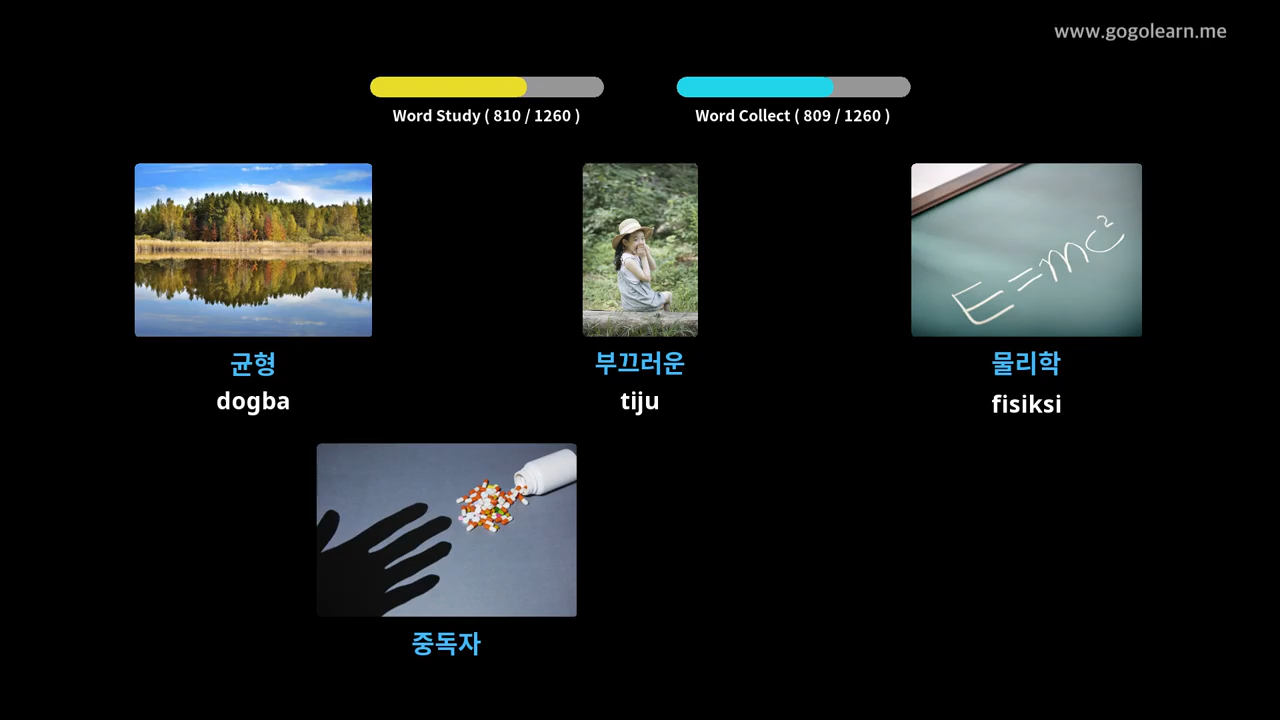 www.gogolearn.me
Word Study ( 810 / 1260 )
Word Collect ( 809 / 1260 )
E=mc²
균형
dogba
부끄러운
tiju
물리학
fisiksi
중독자